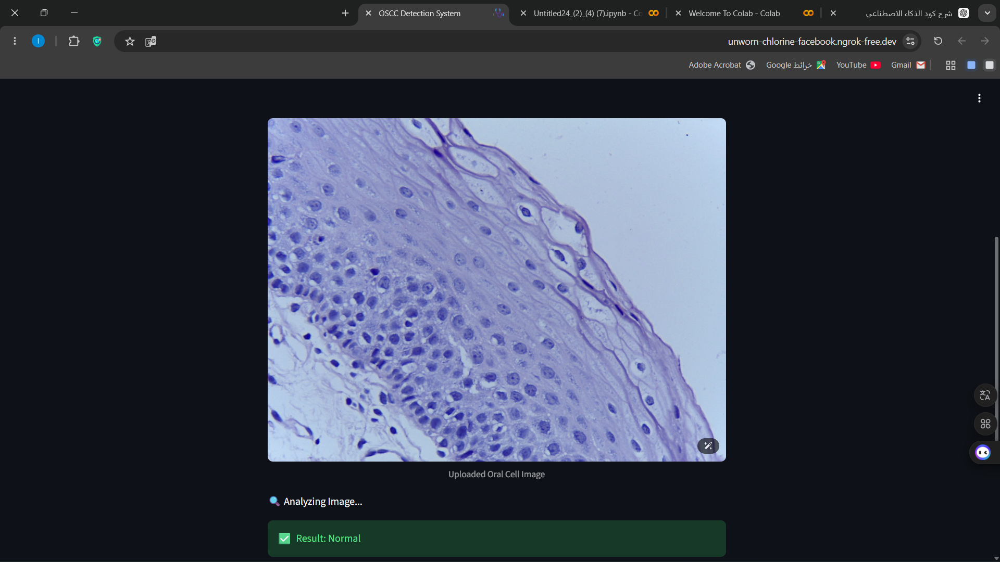 OSCC Detection System
Untitled24_(2)_(4) (7).ipynb - Co
Welcome To Colab - Colab
شرح كود الذكاء الاصطناعي
I
unworn-chlorine-facebook.ngrok-free.dev
Adobe Acrobat
خرائط Google
YouTube
Gmail
Uploaded Oral Cell Image
Analyzing Image...
Result: Normal